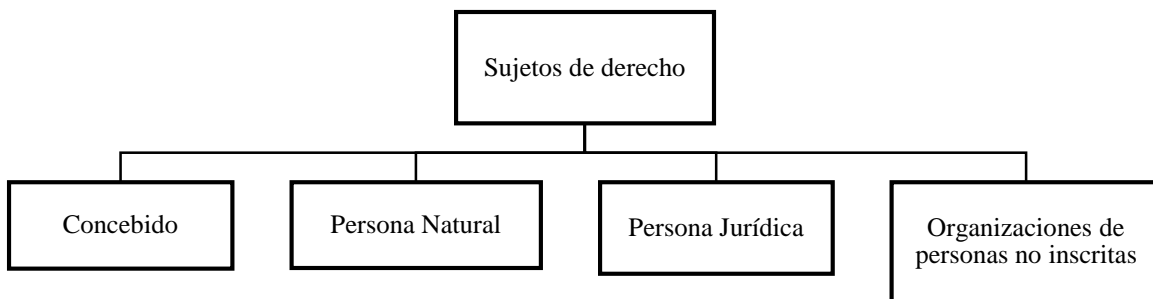 Sujetos de derecho
Concebido
Persona Natural
Persona Jurídica
Organizaciones de
personas no inscritas